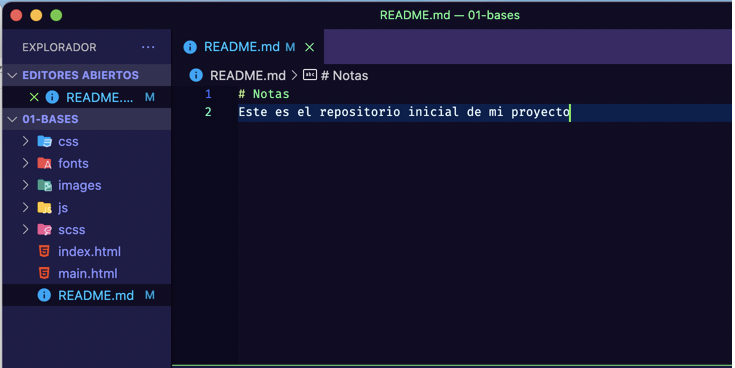 README.md — 01-bases
EXPLORADOR ...
README.md M
EDITORES ABIERTOS
README.... M
01-BASES
css
fonts
images
js
scss
index.html
main.html
README.md M
README.md > # Notas
1 # Notas
2 Este es el repositorio inicial de mi proyecto